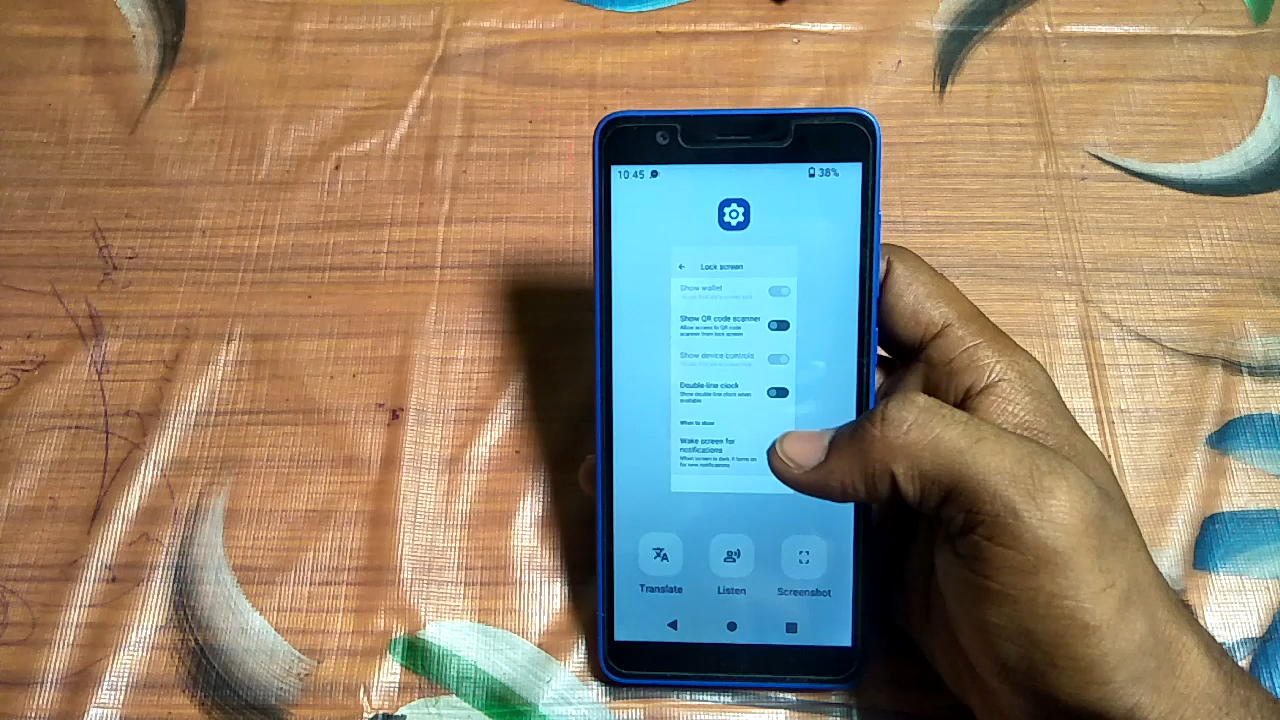 10:45
38%
Lock screen
Show wallet
Show QR code scanner
Allow access to QR code
scanner from lock screen
Show device controls
Double-line clock
Show double-line clock when
available
When to show
Wake screen for
notifications
When screen is dark, it turns on
for new notifications
Translate
Listen
Screenshot